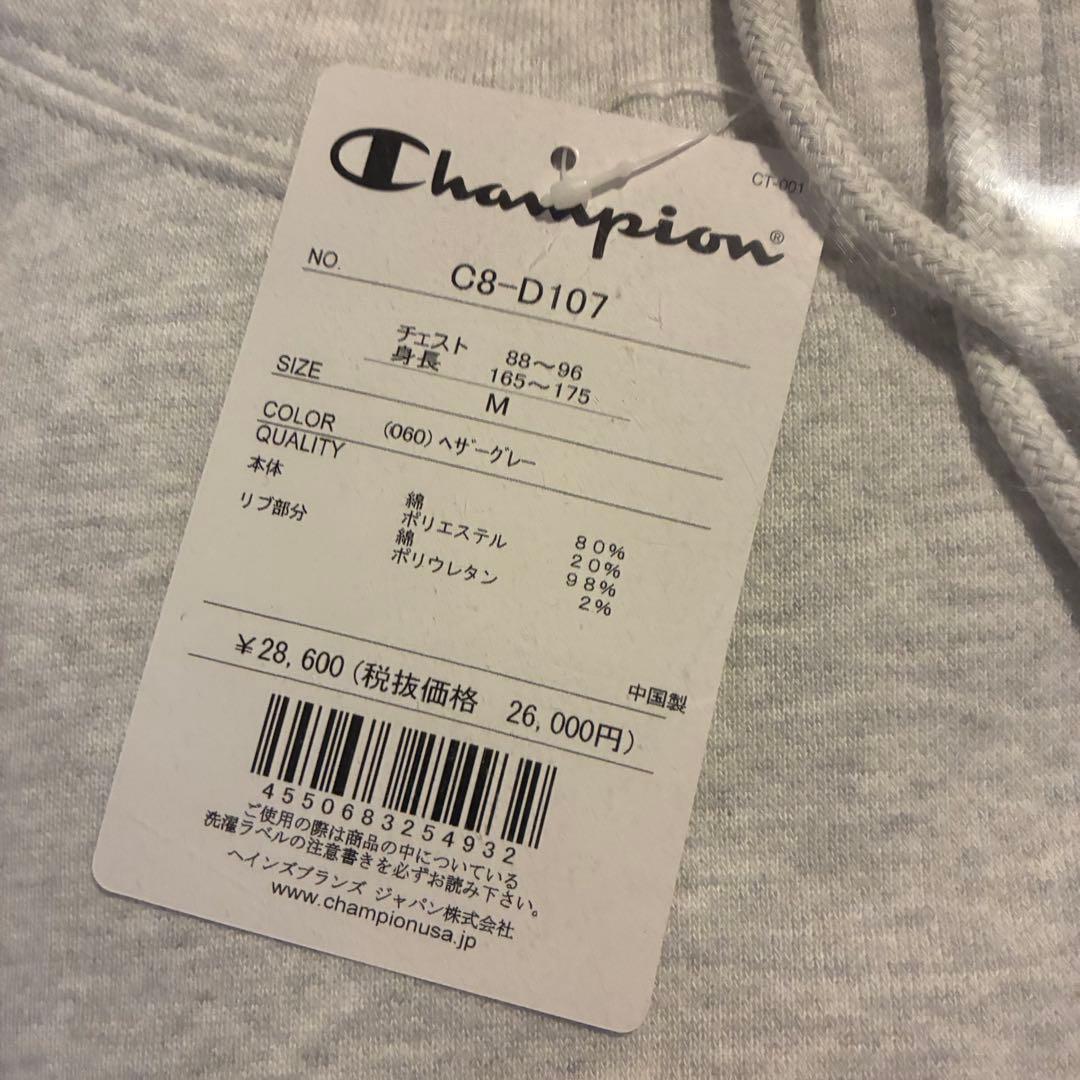 Champion®
CT-001
NO. C8-D107
チェスト 88～96
身長 165～175
SIZE M
COLOR (060) ヘザーグレー
QUALITY
本体 綿 80%
ポリエステル 20%
リブ部分 綿 98%
ポリウレタン 2%
中国製
￥28,600 (税抜価格 26,000円)
4550683254932
ご使用の際は商品の中についている
洗濯ラベルの注意書きを必ずお読み下さい。
ヘインズブランズ ジャパン株式会社
www.championusa.jp